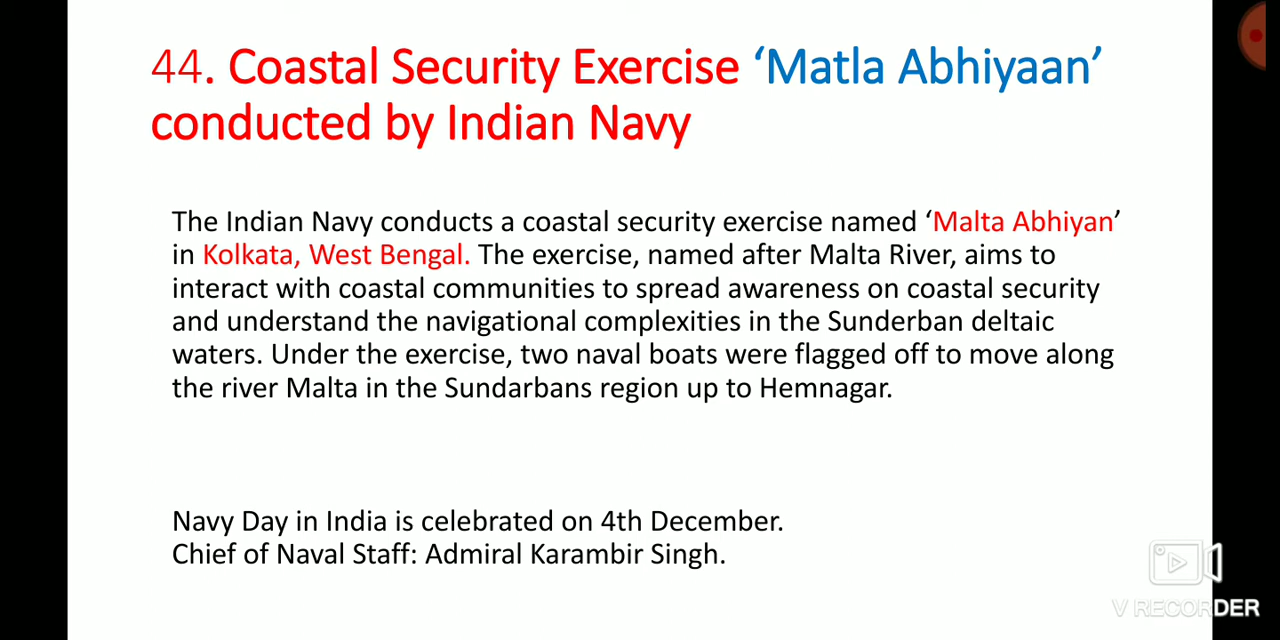 44. Coastal Security Exercise ‘Matla Abhiyaan’
conducted by Indian Navy
The Indian Navy conducts a coastal security exercise named ‘Malta Abhiyan’
in Kolkata, West Bengal. The exercise, named after Malta River, aims to
interact with coastal communities to spread awareness on coastal security
and understand the navigational complexities in the Sunderban deltaic
waters. Under the exercise, two naval boats were flagged off to move along
the river Malta in the Sundarbans region up to Hemnagar.
Navy Day in India is celebrated on 4th December.
Chief of Naval Staff: Admiral Karambir Singh.
V RECORDER